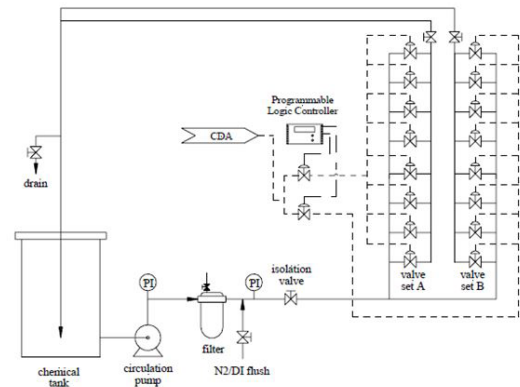 Programmable
Logic Controller
CDA
drain
PI
PI
isolation
valve
valve
set A
valve
set B
filter
chemical
tank
circulation
pump
N2/DI flush